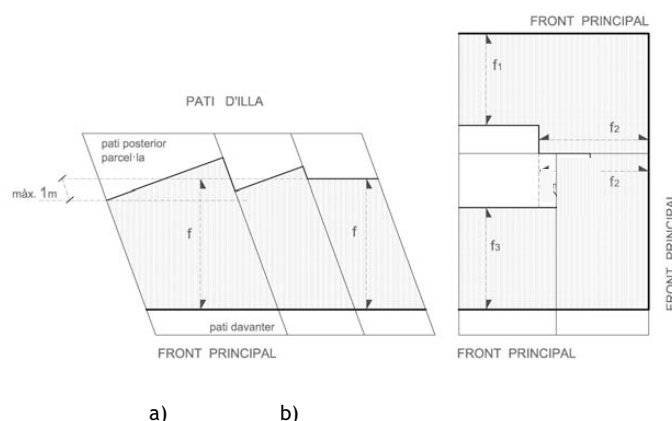 FRONT PRINCIPAL
f1
PATI D'ILLA
f2
pati posterior
parcel·la
màx. 1m
f2
f
f
f3
FRONT PRINCIPAL
pati davanter
FRONT PRINCIPAL
FRONT PRINCIPAL
a)
b)